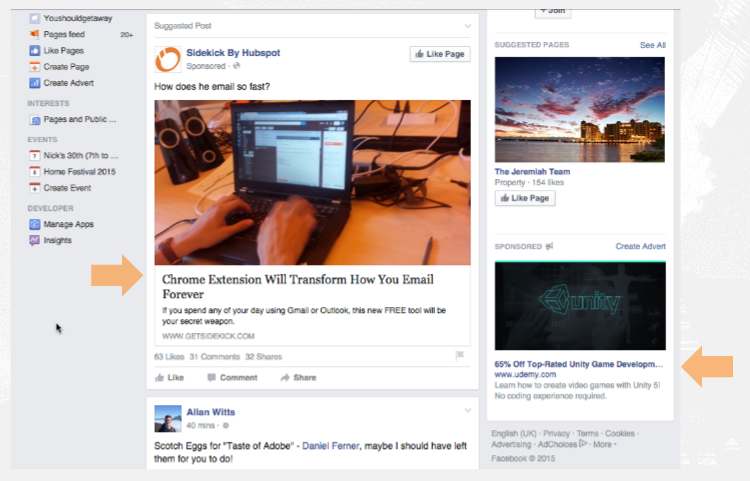 Youshouldgetaway
Pages feed 20+
Like Pages
Create Page
Create Advert
INTERESTS
Pages and Public ...
EVENTS
Nick's 30th (7th to ...
Home Festival 2015
Create Event
DEVELOPER
Manage Apps
Insights
Suggested Post
Sidekick By Hubspot
Sponsored ·
Like Page
How does he email so fast?
Chrome Extension Will Transform How You Email
Forever
If you spend any of your day using Gmail or Outlook, this new FREE tool will be
your secret weapon.
WWW.GETSIDEKICK.COM
63 Likes 31 Comments 32 Shares
Like Comment Share
Allan Witts
40 mins ·
Scotch Eggs for "Taste of Adobe" - Daniel Ferner, maybe I should have left
them for you to do!
+ Join
SUGGESTED PAGES See All
The Jeremiah Team
Property · 154 likes
Like Page
SPONSORED Create Advert
unity
65% Off Top-Rated Unity Game Developm...
www.udemy.com
Learn how to create video games with Unity 5!
No coding experience required.
English (UK) · Privacy · Terms · Cookies ·
Advertising · AdChoices · More
Facebook © 2015